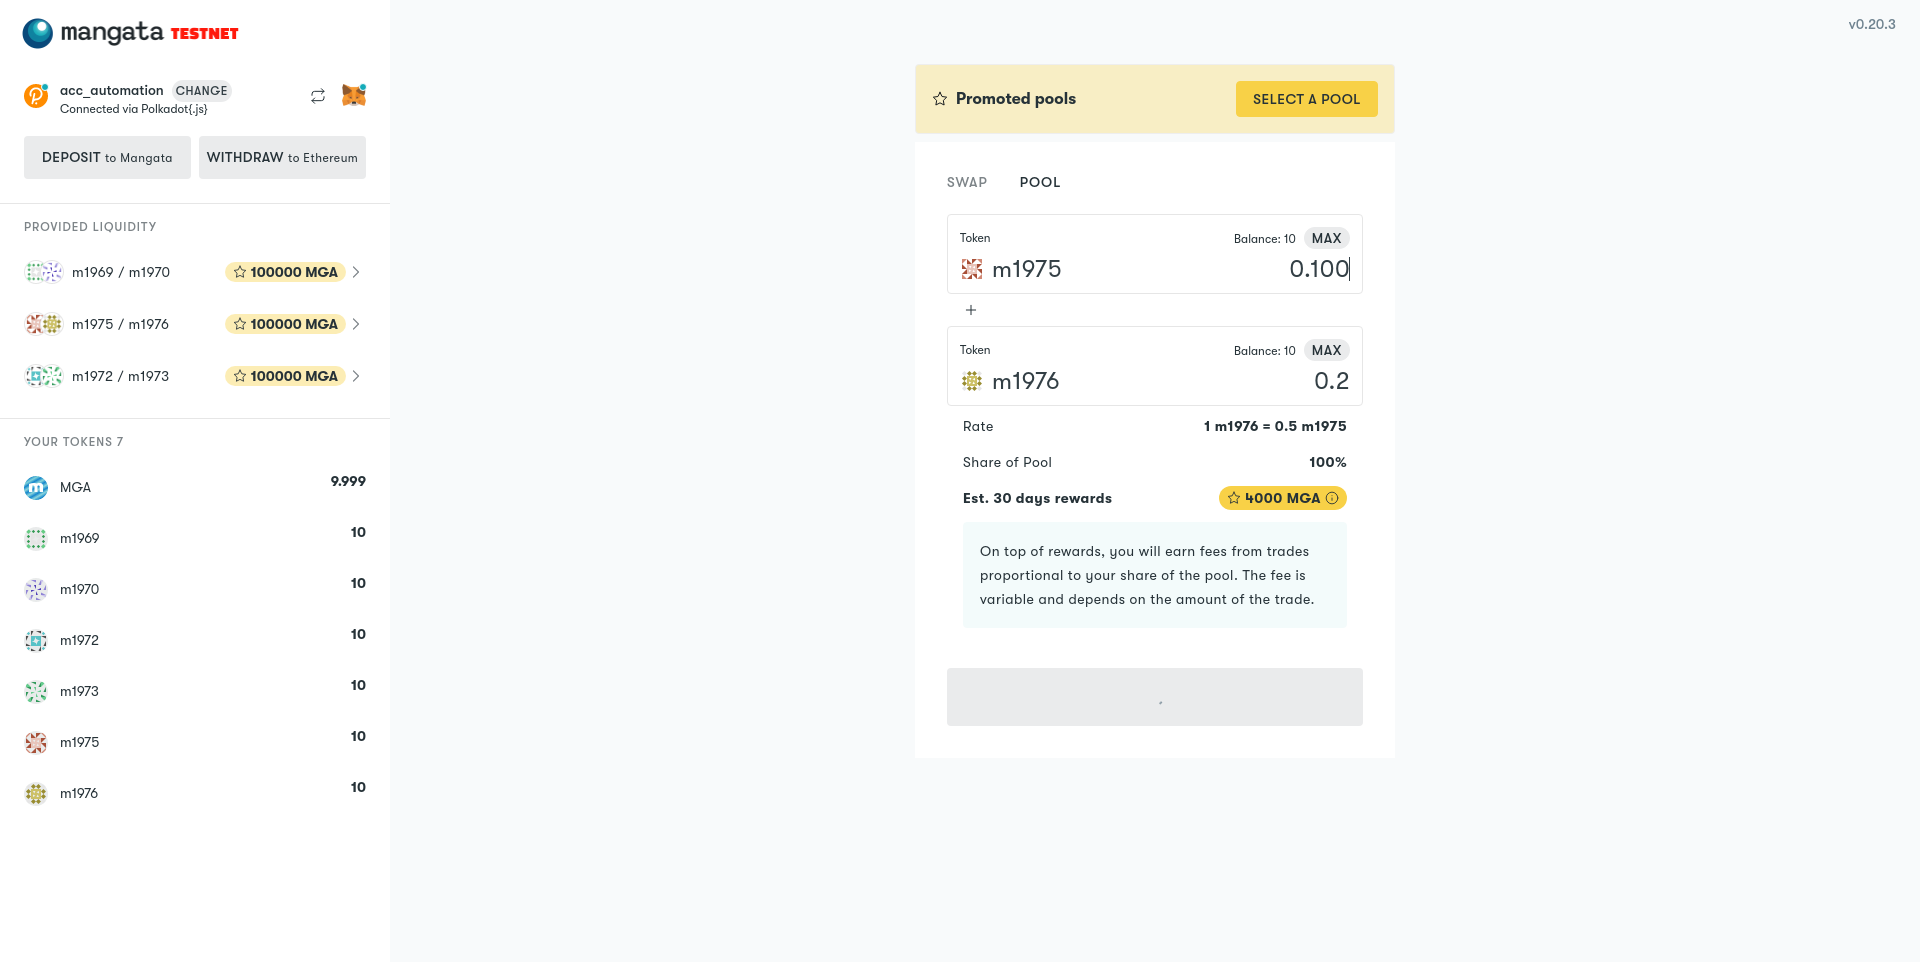 mangata TESTNET
v0.20.3
acc_automation CHANGE
Connected via Polkadot{.js}
DEPOSIT to Mangata
WITHDRAW to Ethereum
PROVIDED LIQUIDITY
m1969 / m1970 100000 MGA
m1975 / m1976 100000 MGA
m1972 / m1973 100000 MGA
YOUR TOKENS 7
MGA 9.999
m1969 10
m1970 10
m1972 10
m1973 10
m1975 10
m1976 10
Promoted pools SELECT A POOL
SWAP POOL
Token Balance: 10 MAX
m1975 0.100
+
Token Balance: 10 MAX
m1976 0.2
Rate 1 m1976 = 0.5 m1975
Share of Pool 100%
Est. 30 days rewards 4000 MGA
On top of rewards, you will earn fees from trades
proportional to your share of the pool. The fee is
variable and depends on the amount of the trade.